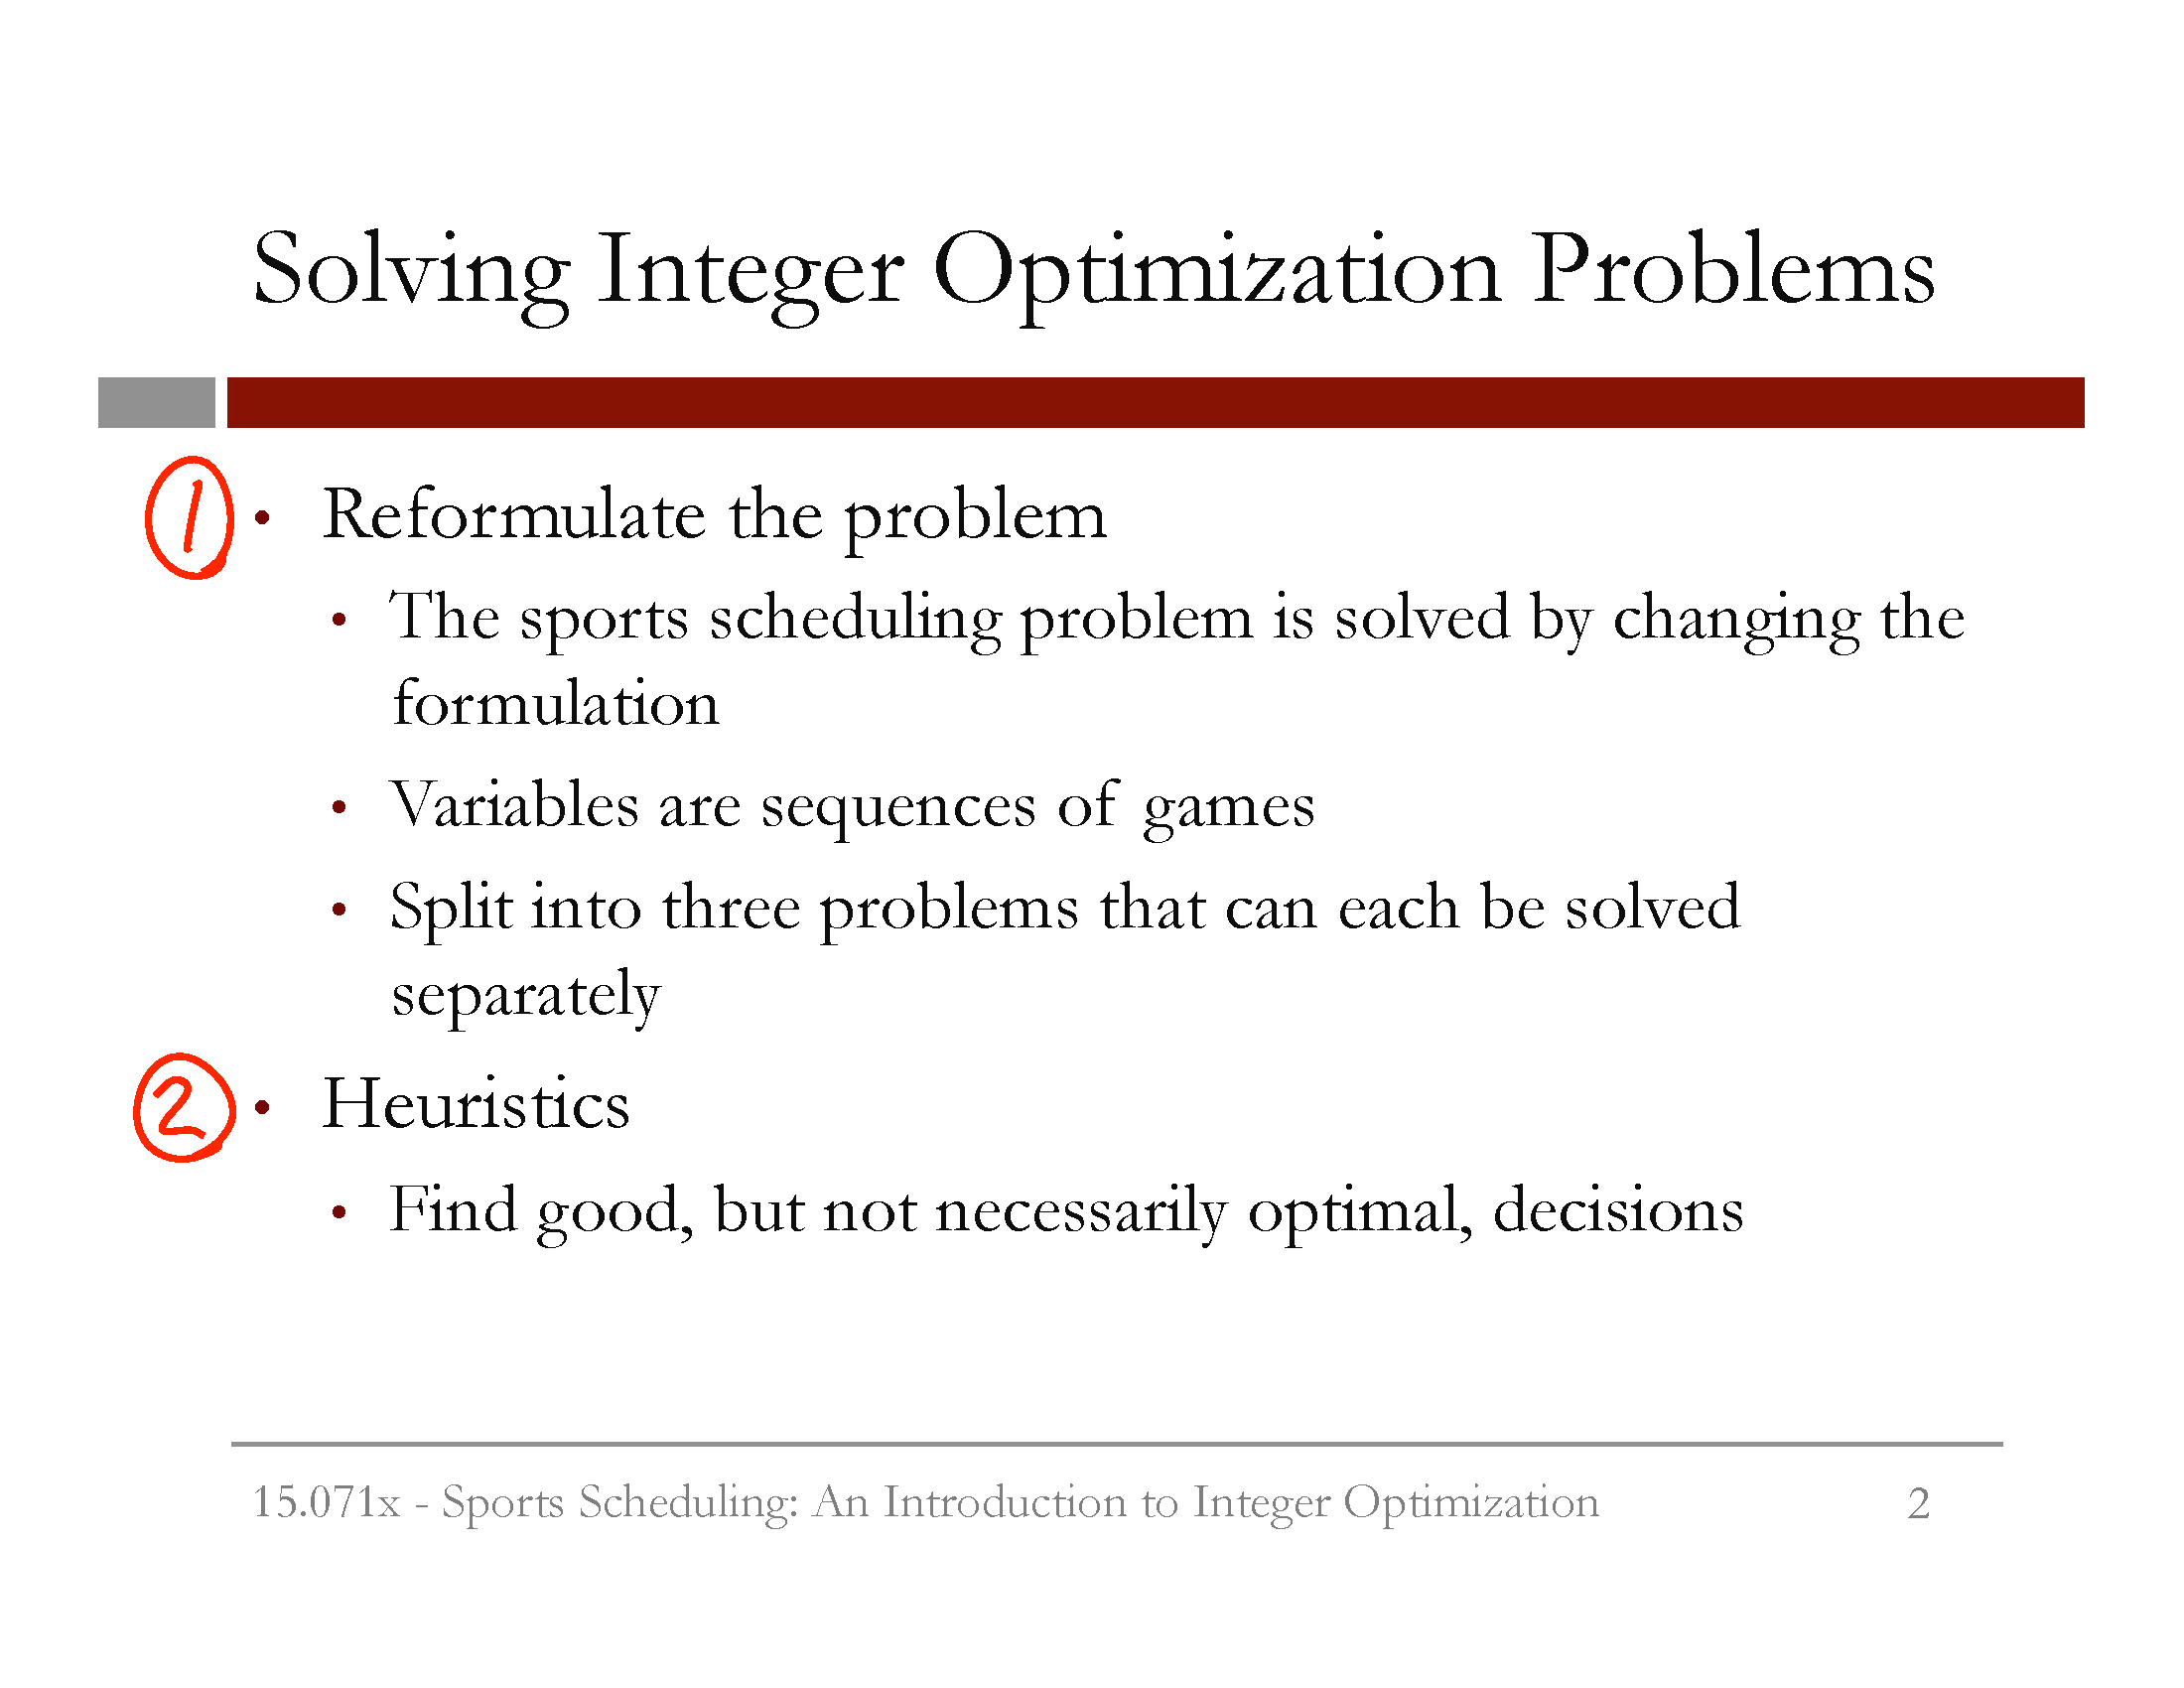 Solving Integer Optimization Problems
① • Reformulate the problem
• The sports scheduling problem is solved by changing the
formulation
• Variables are sequences of games
• Split into three problems that can each be solved
separately
② • Heuristics
• Find good, but not necessarily optimal, decisions
15.071x - Sports Scheduling: An Introduction to Integer Optimization 2